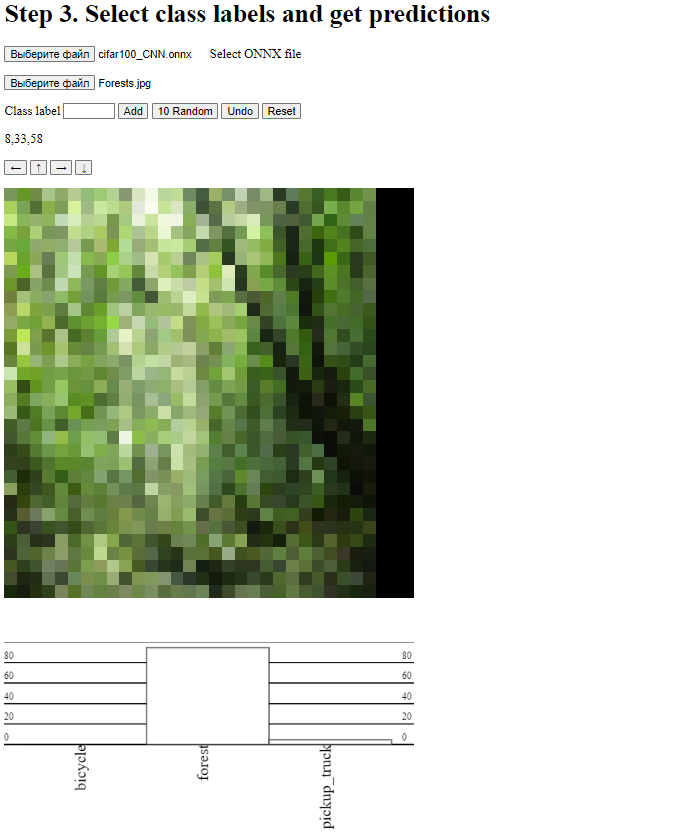 Step 3. Select class labels and get predictions
Выберите файл cifar100_CNN.onnx Select ONNX file
Выберите файл Forests.jpg
Class label Add 10 Random Undo Reset
8,33,58
← ↑ → ↓
80 80
60 60
40 40
20 20
0 0
bicycle forest pickup_truck